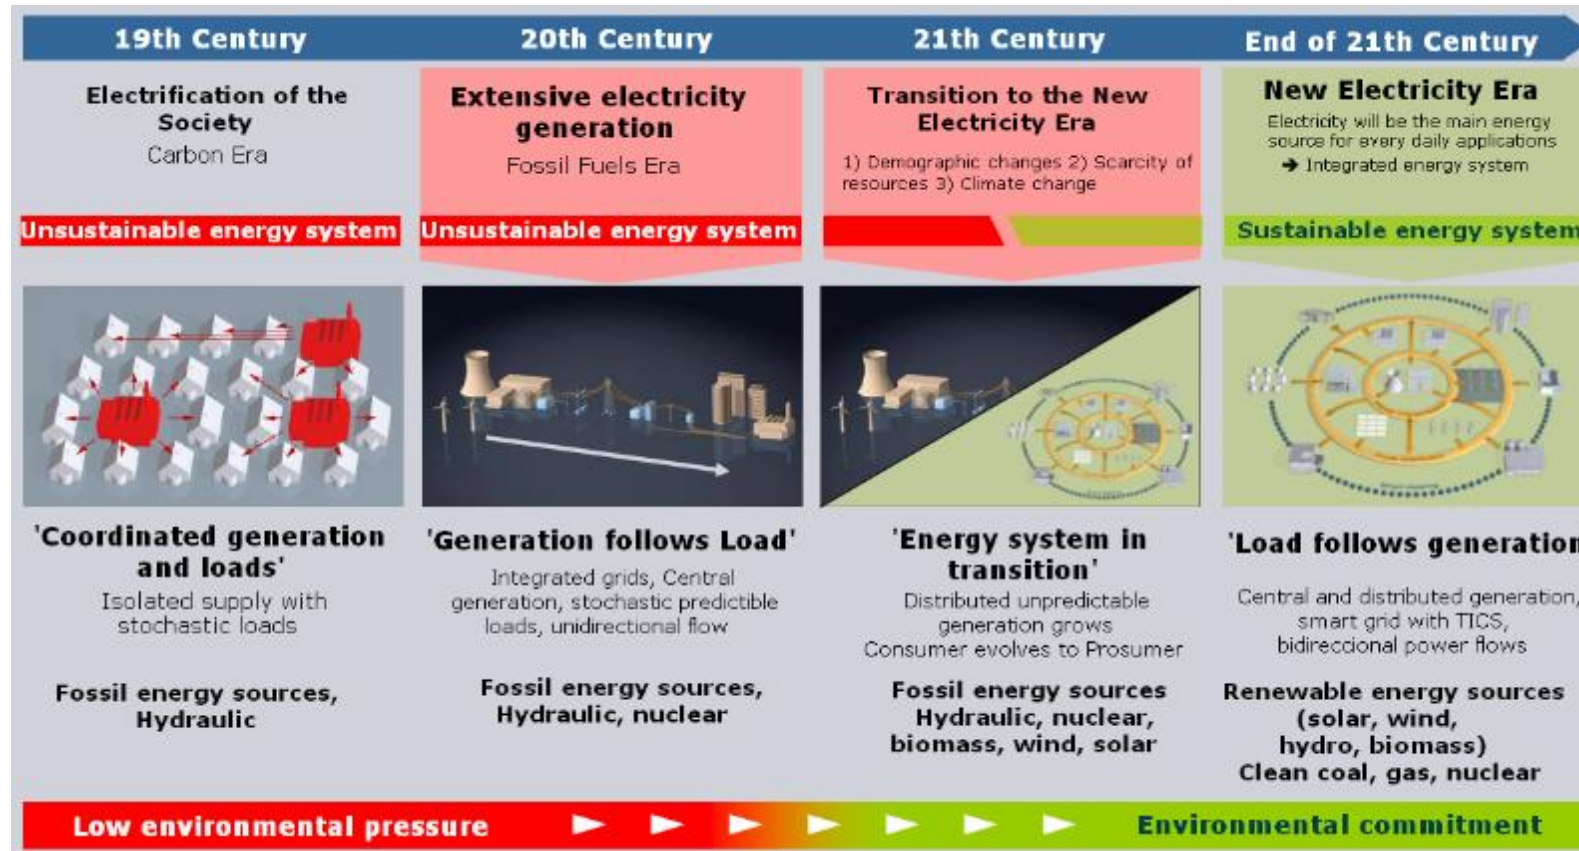 19th Century
20th Century
21th Century
End of 21th Century
Electrification of the
Society
Carbon Era
Extensive electricity
generation
Fossil Fuels Era
Transition to the New
Electricity Era
1) Demographic changes 2) Scarcity of
resources 3) Climate change
New Electricity Era
Electricity will be the main energy
source for every daily applications
➔ Integrated energy system
Unsustainable energy system
Unsustainable energy system
Sustainable energy system
'Coordinated generation
and loads'
Isolated supply with
stochastic loads
Fossil energy sources,
Hydraulic
'Generation follows Load'
Integrated grids, Central
generation, stochastic predictible
loads, unidirectional flow
Fossil energy sources,
Hydraulic, nuclear
'Energy system in
transition'
Distributed unpredictable
generation grows
Consumer evolves to Prosumer
Fossil energy sources
Hydraulic, nuclear,
biomass, wind, solar
'Load follows generation
Central and distributed generation,
smart grid with TICS,
bidireccional power flows
Renewable energy sources
(solar, wind,
hydro, biomass)
Clean coal, gas, nuclear
Low environmental pressure
Environmental commitment